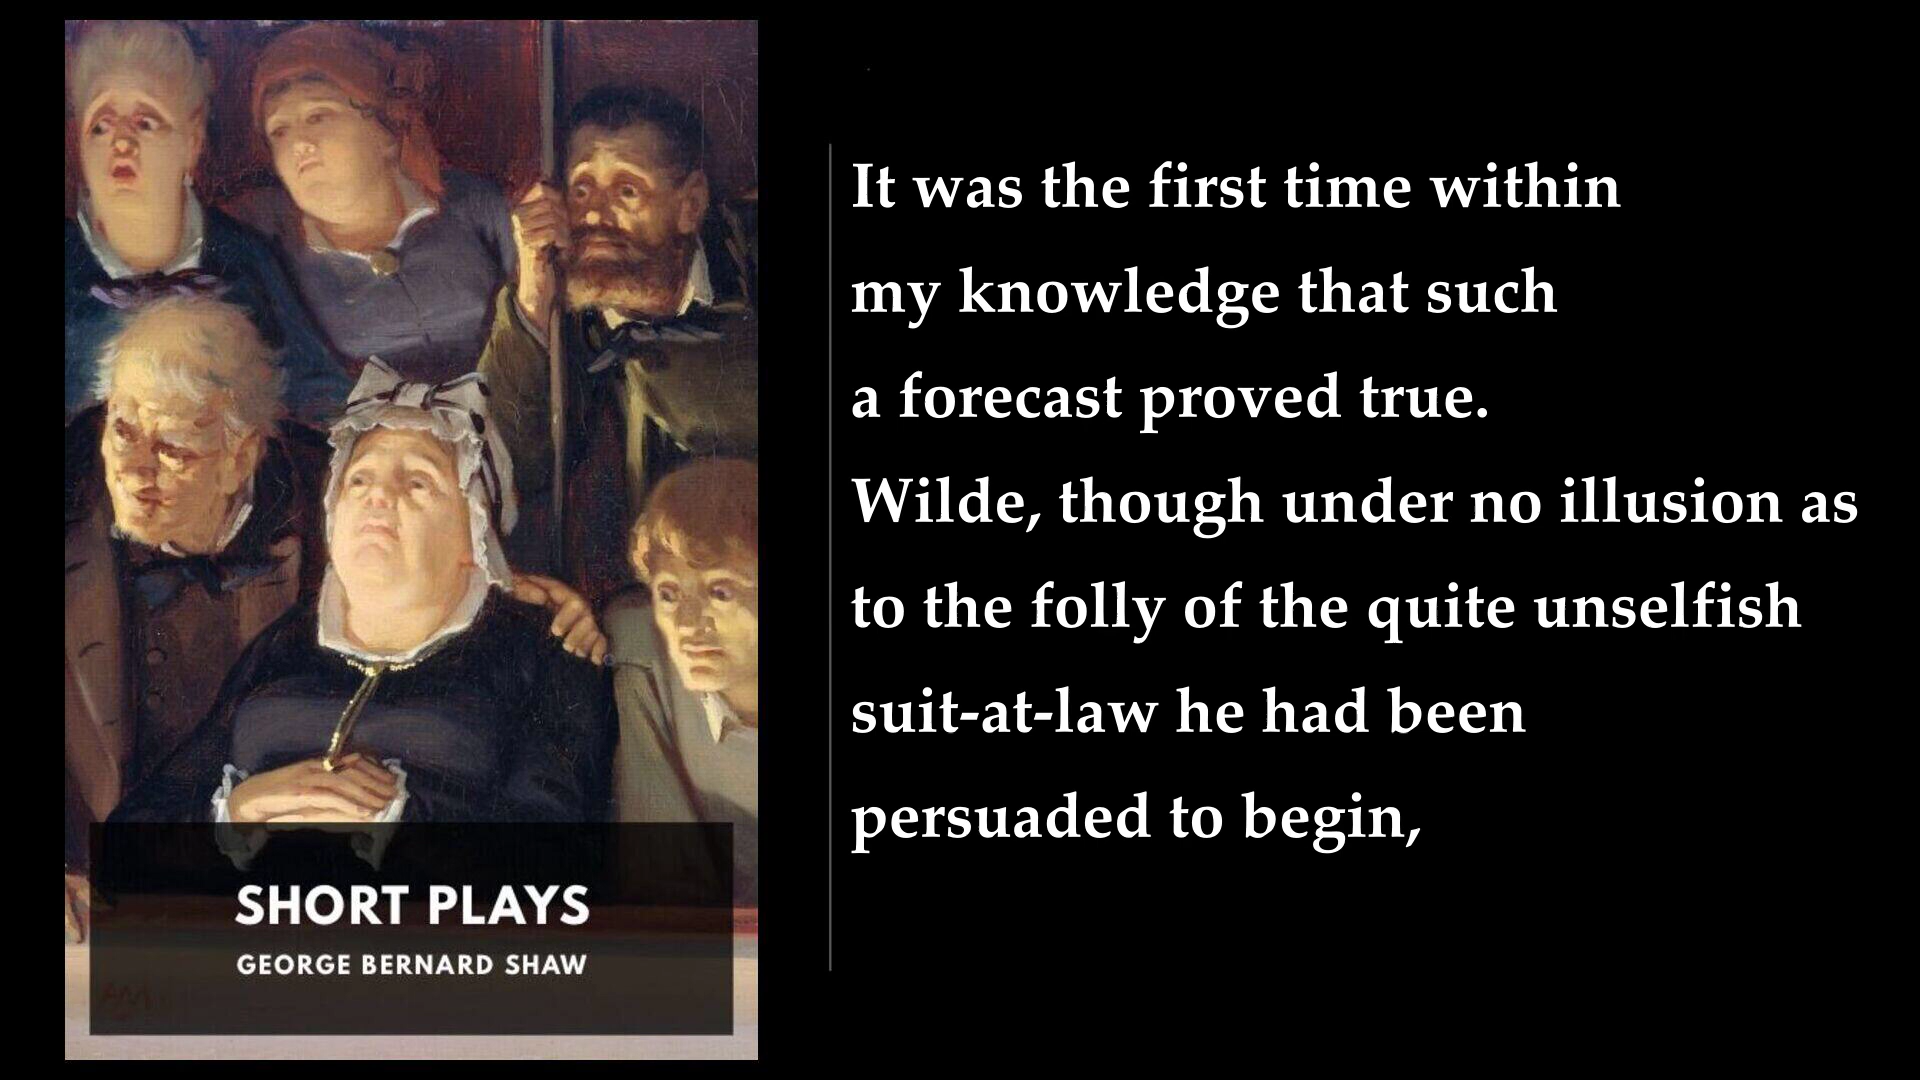 It was the first time within
my knowledge that such
a forecast proved true.
Wilde, though under no illusion as
to the folly of the quite unselfish
suit-at-law he had been
persuaded to begin,
SHORT PLAYS
GEORGE BERNARD SHAW